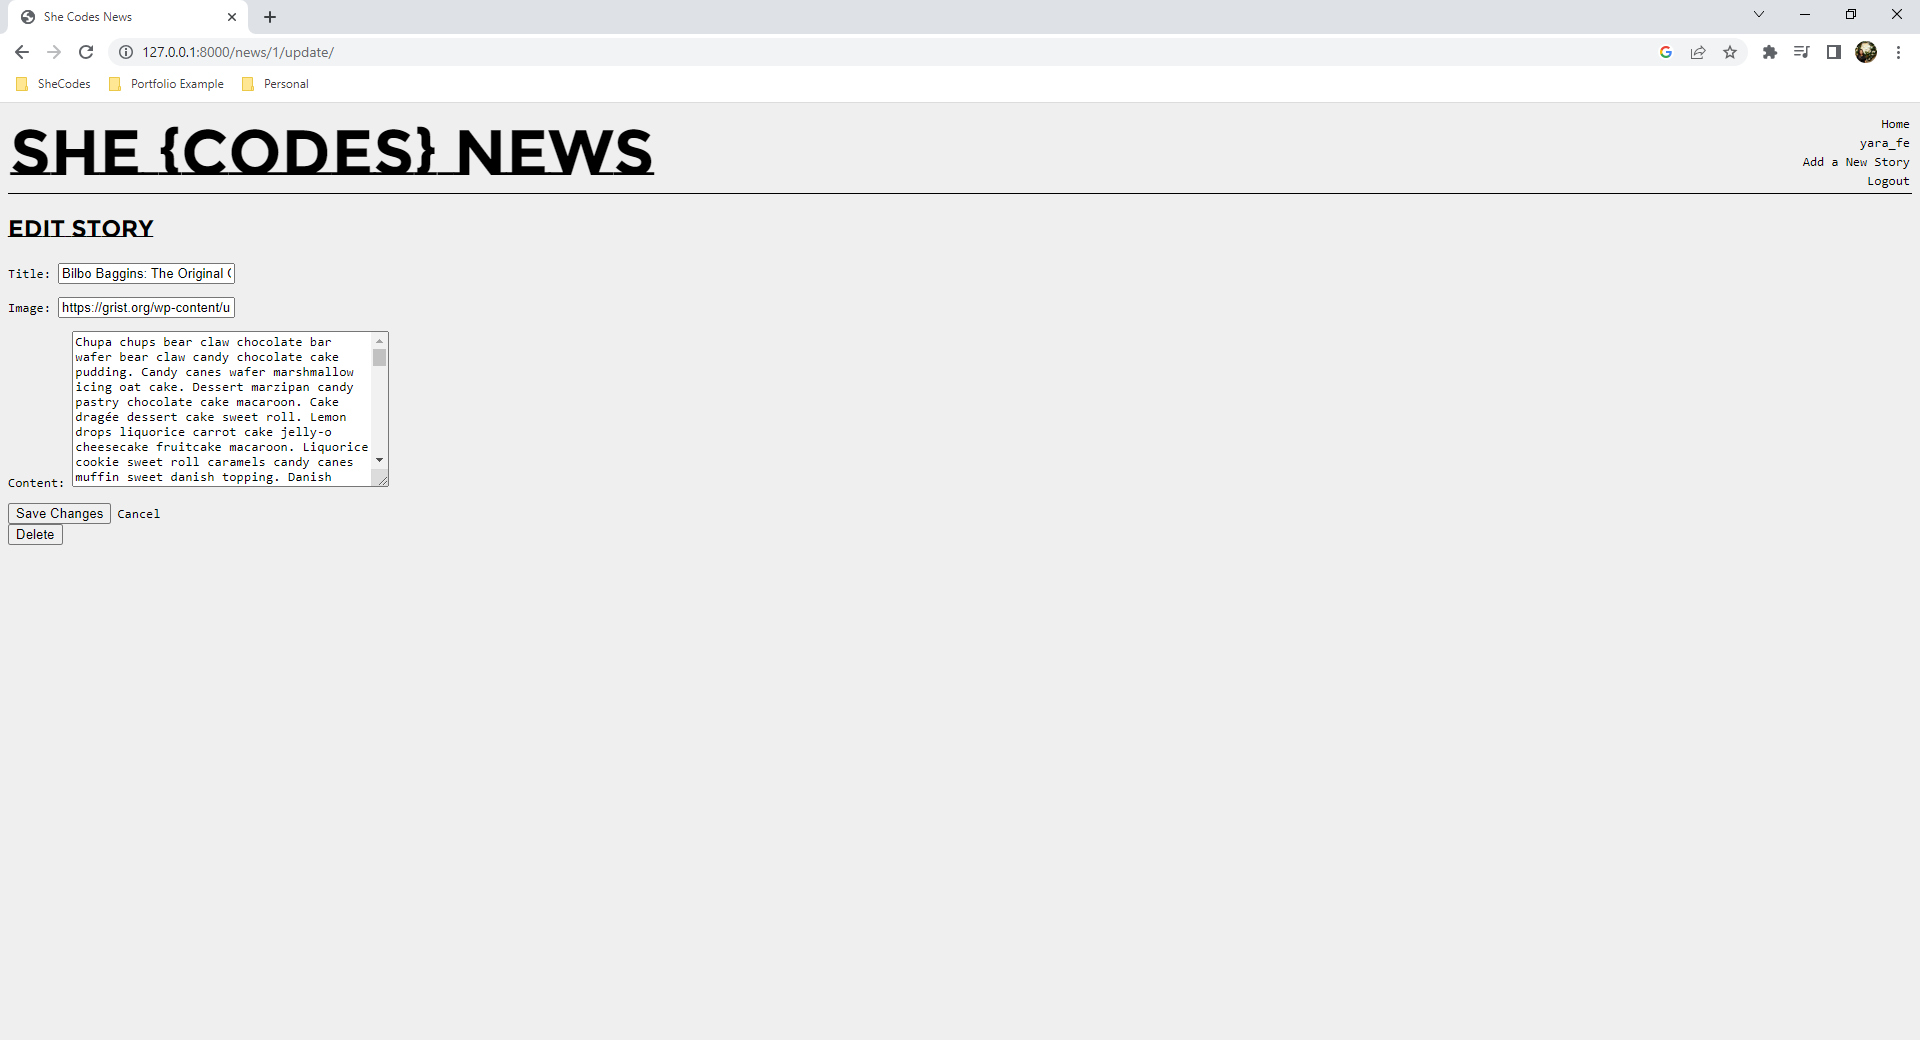 She Codes News
127.0.0.1:8000/news/1/update/
SheCodes
Portfolio Example
Personal
SHE {CODES} NEWS
Home
yara_fe
Add a New Story
Logout
EDIT STORY
Title: Bilbo Baggins: The Original
Image: https://grist.org/wp-content/u
Chupa chups bear claw chocolate bar
wafer bear claw candy chocolate cake
pudding. Candy canes wafer marshmallow
icing oat cake. Dessert marzipan candy
pastry chocolate cake macaroon. Cake
dragée dessert cake sweet roll. Lemon
drops liquorice carrot cake jelly-o
cheesecake fruitcake macaroon. Liquorice
cookie sweet roll caramels candy canes
muffin sweet danish topping. Danish
Content:
Save Changes Cancel
Delete